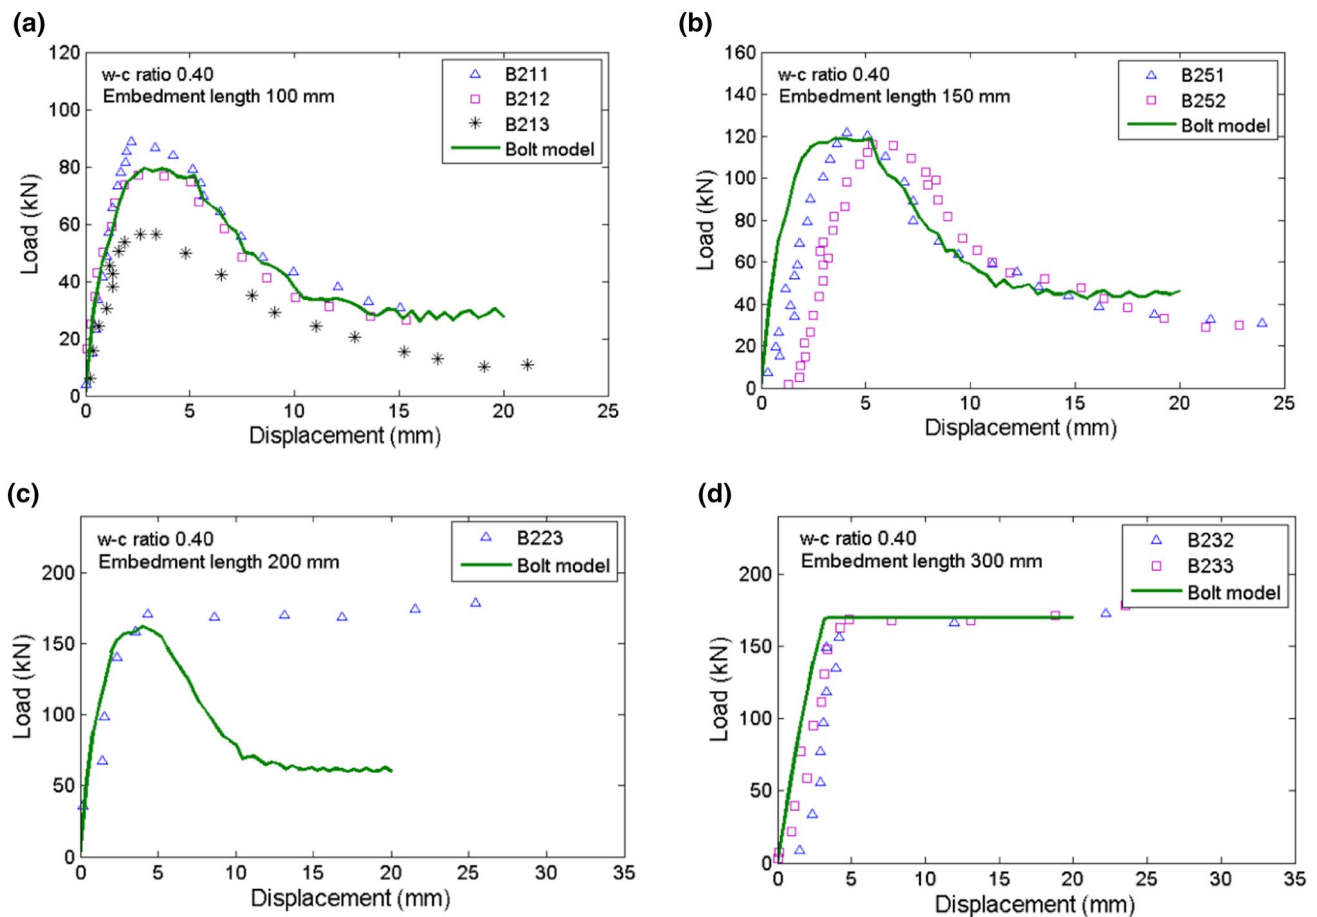 (a)
120
100
80
60
40
20
0
Load (kN)
w-c ratio 0.40
Embedment length 100 mm
B211
B212
B213
Bolt model
0 5 10 15 20 25
Displacement (mm)
(b)
160
140
120
100
80
60
40
20
0
Load (kN)
w-c ratio 0.40
Embedment length 150 mm
B251
B252
Bolt model
0 5 10 15 20 25
Displacement (mm)
(c)
200
150
100
50
0
Load (kN)
w-c ratio 0.40
Embedment length 200 mm
B223
Bolt model
0 5 10 15 20 25 30 35
Displacement (mm)
(d)
200
150
100
50
0
Load (kN)
w-c ratio 0.40
Embedment length 300 mm
B232
B233
Bolt model
0 5 10 15 20 25 30 35
Displacement (mm)